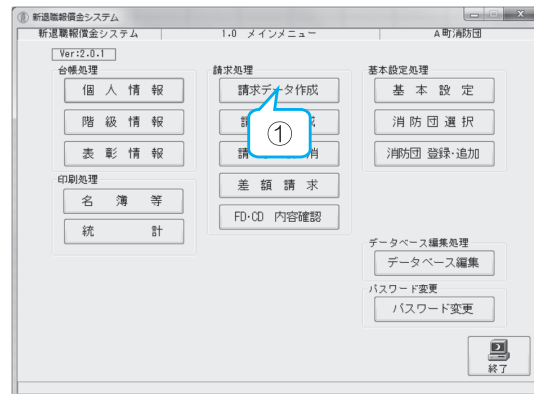 新退職報償金システム
新退職報償金システム 1.0 メインメニュー A町消防団
Ver:2.0.1
台帳処理
個人情報
階級情報
表彰情報
印刷処理
名簿等
統計
請求処理
請求データ作成
①
差額請求
FD・CD 内容確認
基本設定処理
基本設定
消防団選択
消防団 登録・追加
データベース編集処理
データベース編集
パスワード変更
パスワード変更
終了